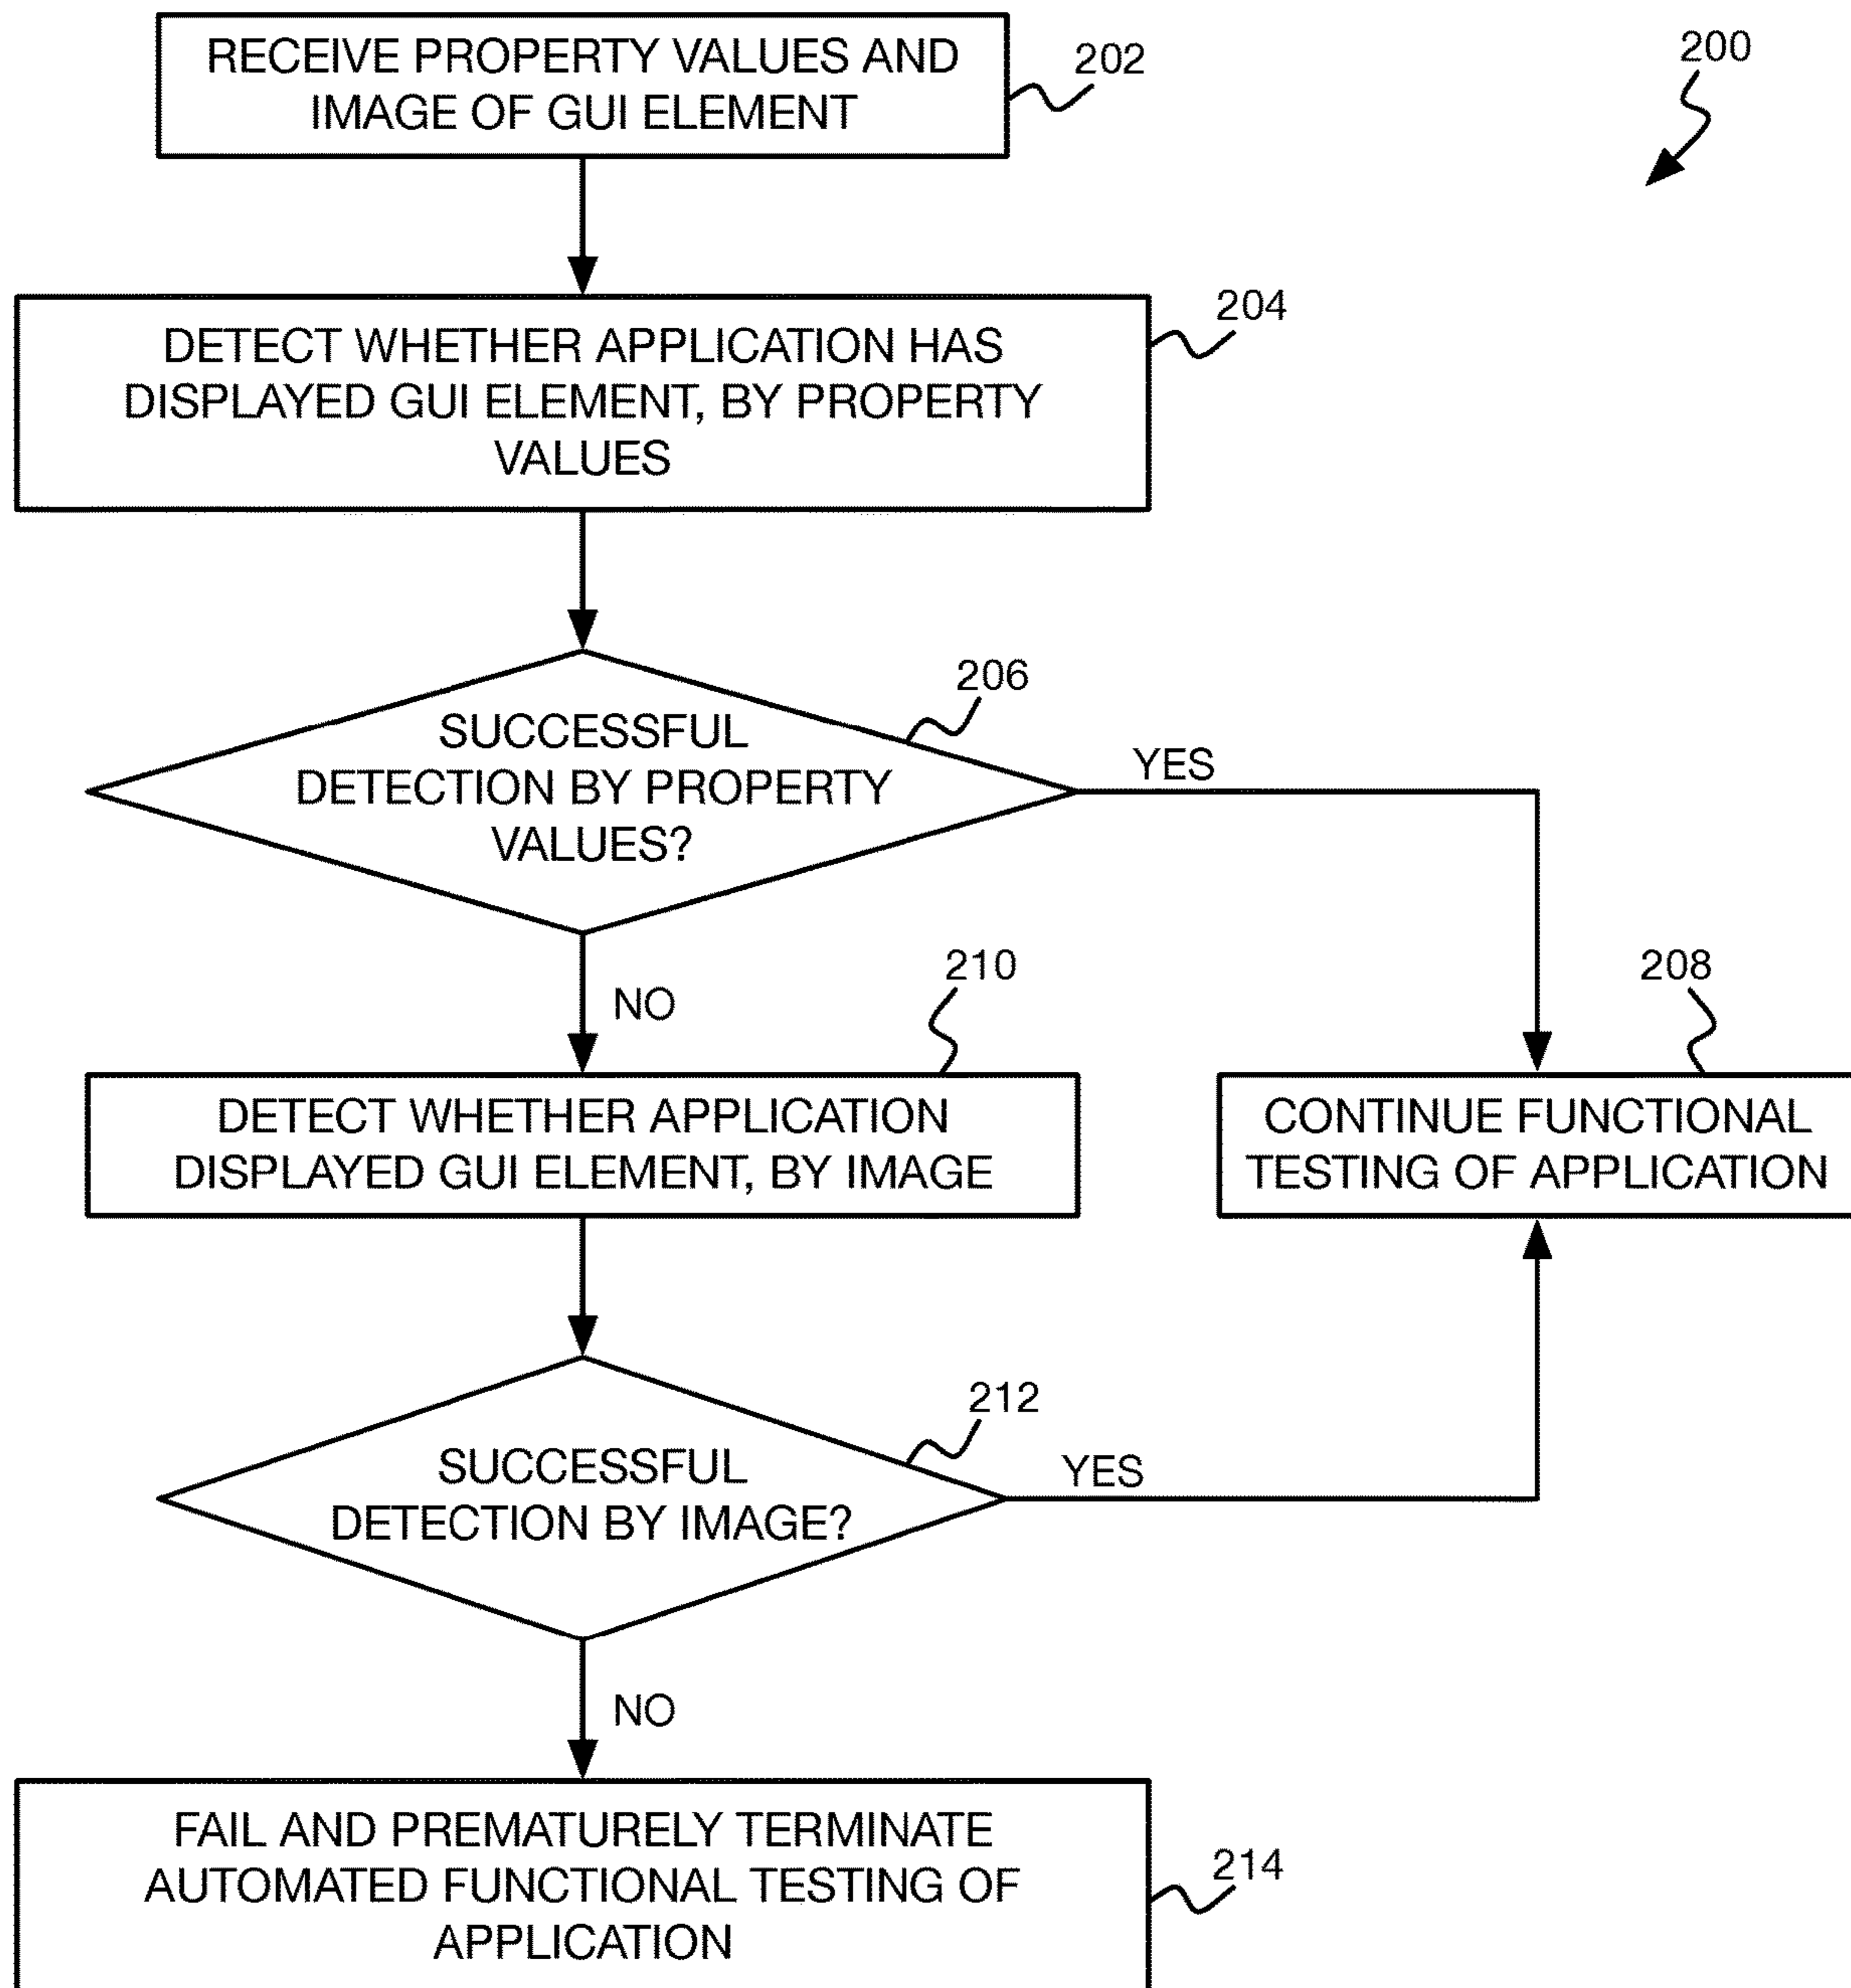 RECEIVE PROPERTY VALUES AND
IMAGE OF GUI ELEMENT
202
200
DETECT WHETHER APPLICATION HAS
DISPLAYED GUI ELEMENT, BY PROPERTY
VALUES
204
SUCCESSFUL
DETECTION BY PROPERTY
VALUES?
206
YES
NO
210
208
DETECT WHETHER APPLICATION
DISPLAYED GUI ELEMENT, BY IMAGE
CONTINUE FUNCTIONAL
TESTING OF APPLICATION
SUCCESSFUL
DETECTION BY IMAGE?
212
YES
NO
FAIL AND PREMATURELY TERMINATE
AUTOMATED FUNCTIONAL TESTING OF
APPLICATION
214